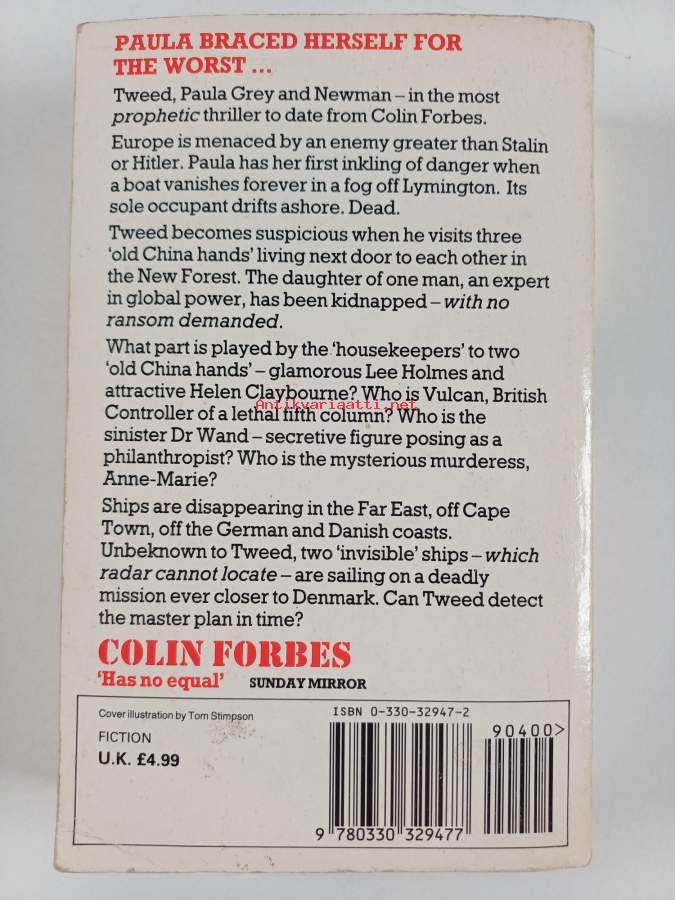 PAULA BRACED HERSELF FOR
THE WORST ...
Tweed, Paula Grey and Newman – in the most
prophetic thriller to date from Colin Forbes.
Europe is menaced by an enemy greater than Stalin
or Hitler. Paula has her first inkling of danger when
a boat vanishes forever in a fog off Lymington. Its
sole occupant drifts ashore. Dead.
Tweed becomes suspicious when he visits three
‘old China hands’ living next door to each other in
the New Forest. The daughter of one man, an expert
in global power, has been kidnapped – with no
ransom demanded.
What part is played by the ‘housekeepers’ to two
‘old China hands’ – glamorous Lee Holmes and
attractive Helen Claybourne? Who is Vulcan, British
Antikvariaatti.net
Controller of a lethal fifth column? Who is the
sinister Dr Wand – secretive figure posing as a
philanthropist? Who is the mysterious murderess,
Anne-Marie?
Ships are disappearing in the Far East, off Cape
Town, off the German and Danish coasts.
Unbeknown to Tweed, two ‘invisible’ ships – which
radar cannot locate – are sailing on a deadly
mission ever closer to Denmark. Can Tweed detect
the master plan in time?
COLIN FORBES
‘Has no equal’ SUNDAY MIRROR
Cover illustration by Tom Stimpson
FICTION
U.K. £4.99
ISBN 0-330-32947-2
90400>
9 780330 329477